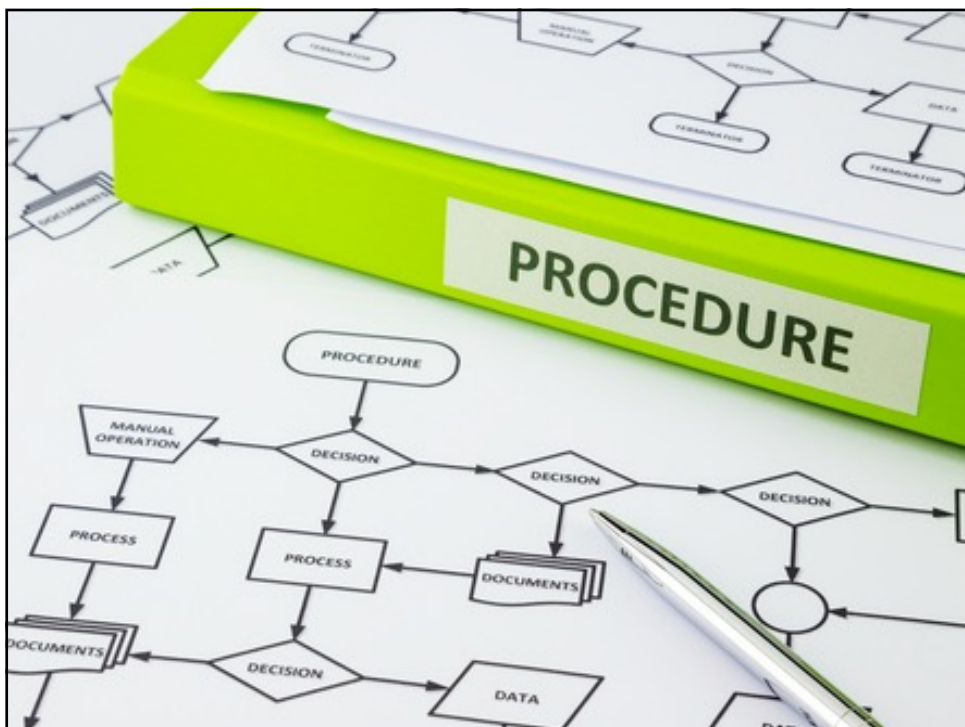 MANUAL
OPERATION
TERMINATOR
DECISION
DATA
TERMINATOR
TERMINATOR
DOCUMENTS
PROCEDURE
PROCEDURE
MANUAL
OPERATION
DECISION
DECISION
DECISION
PROCESS
PROCESS
DOCUMENTS
DOCUMENTS
DECISION
DATA